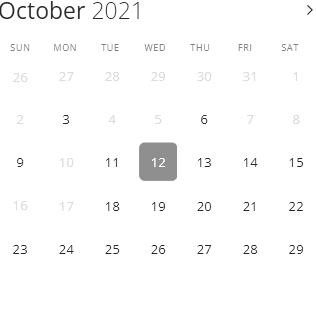 October 2021
SUN MON TUE WED THU FRI SAT
26 27 28 29 30 31 1
2 3 4 5 6 7 8
9 10 11 12 13 14 15
16 17 18 19 20 21 22
23 24 25 26 27 28 29